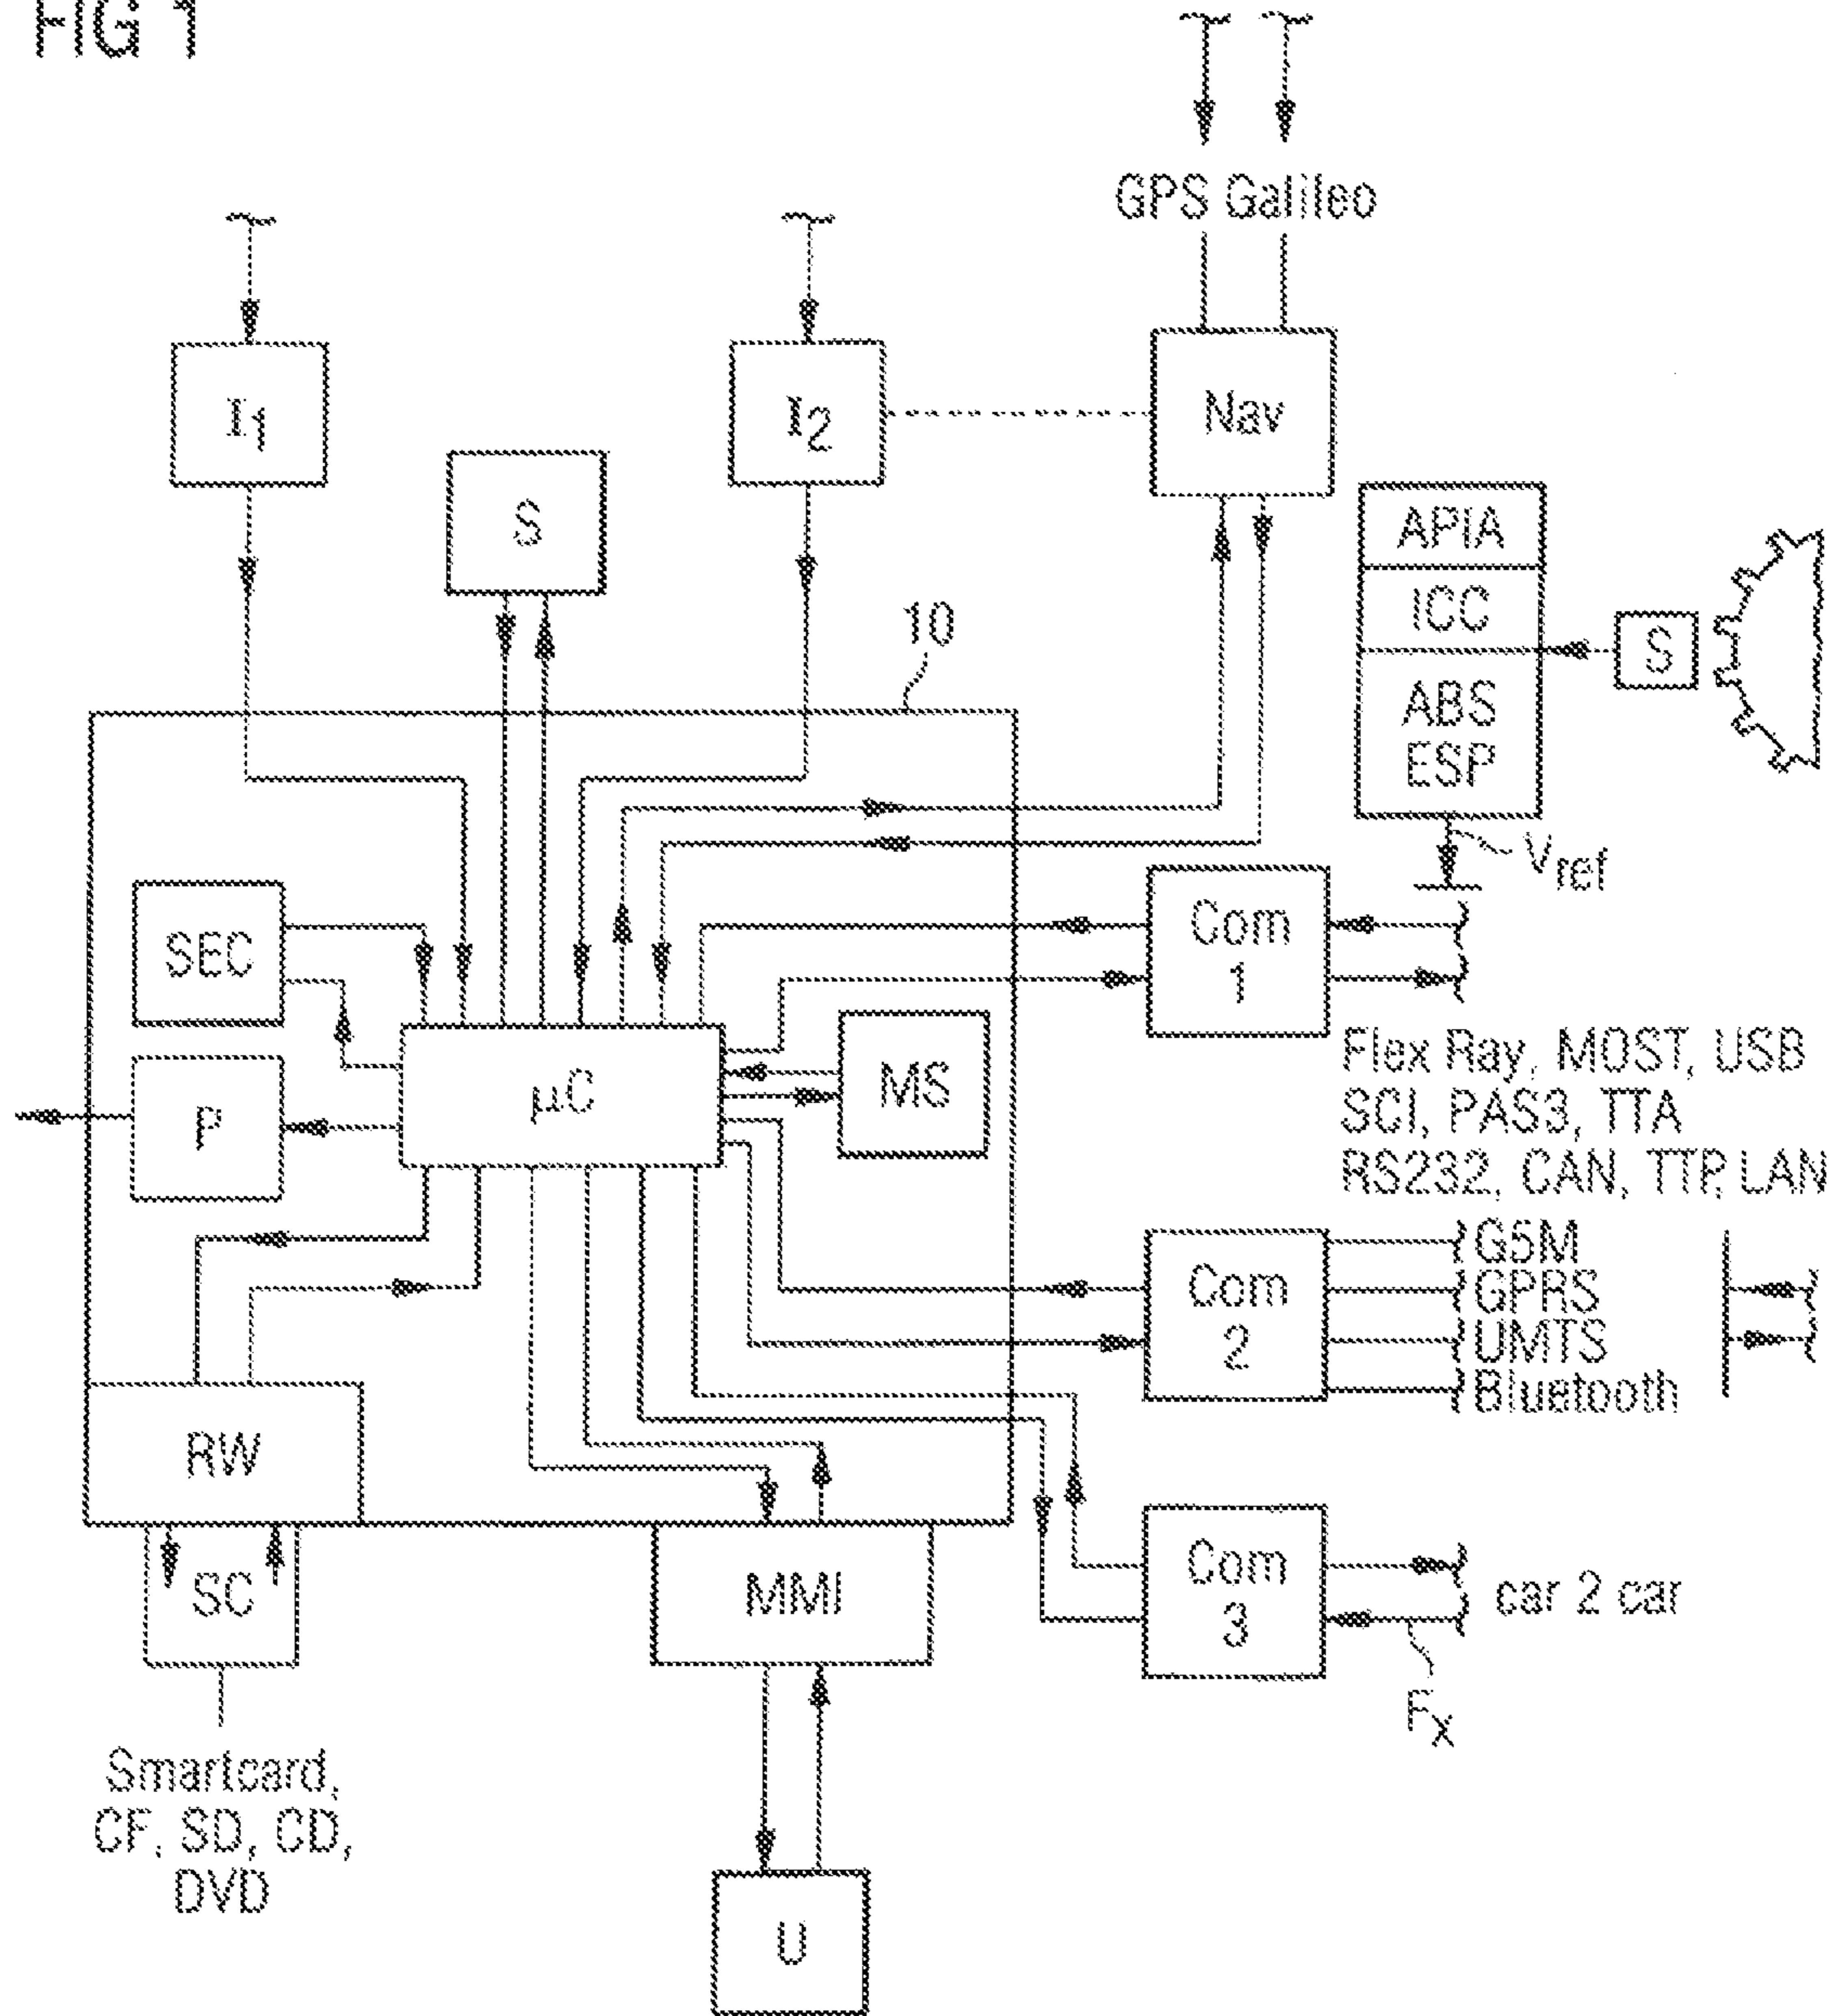 FIG 1
GPS Galileo
I1
I2
Nav
S
APIA
ICC
S
10
ABS
ESP
Vref
SEC
Com
1
µC
MS
P
Flex Ray, MOST, USB
SCI, PAS3, TTA
RS232, CAN, TTP, LAN
G5M
GPRS
UMTS
Bluetooth
Com
2
RW
SC
MMI
Com
3
car 2 car
Fx
Smartcard,
CF, SD, CD,
DVD
U